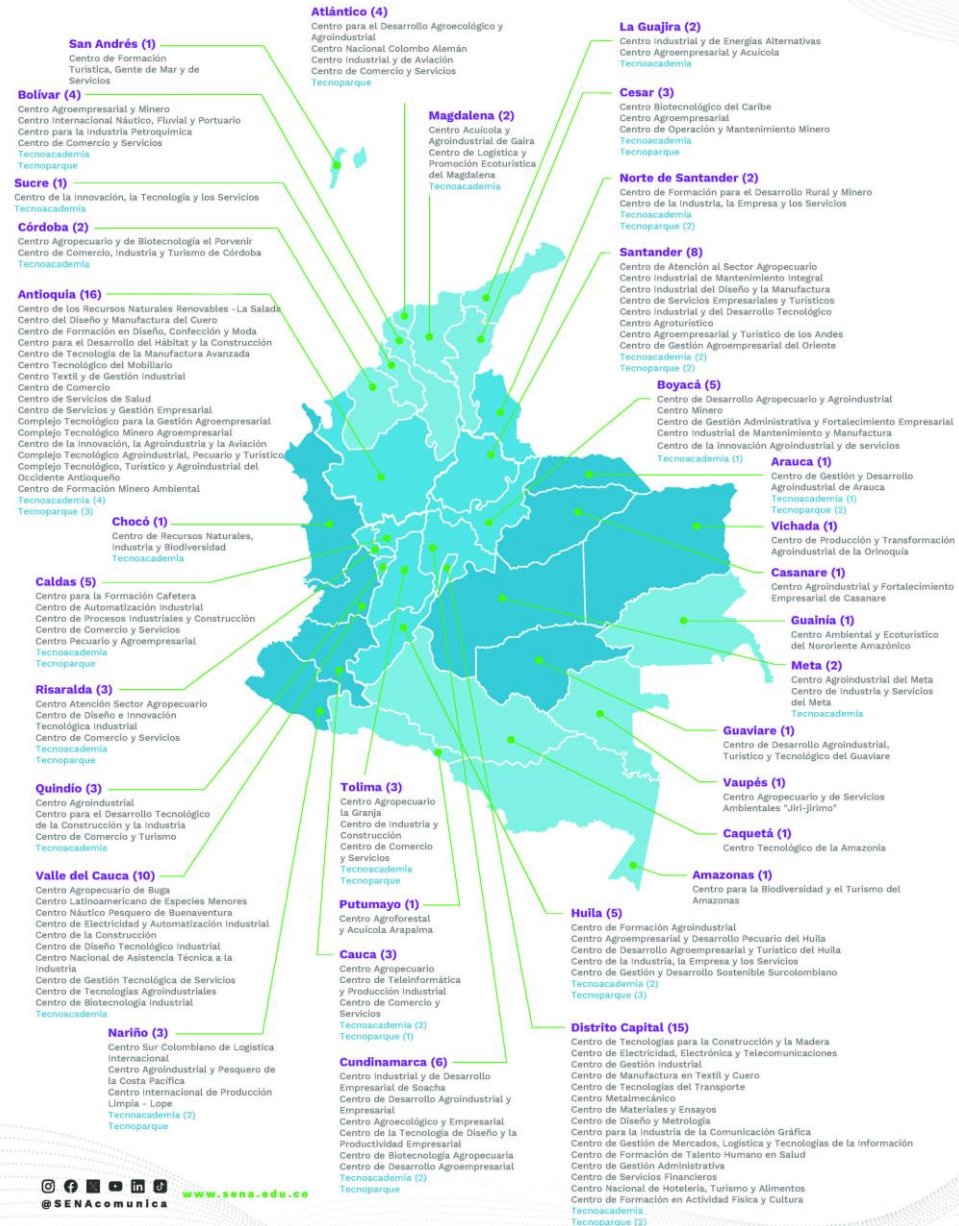 Atlántico (4)
Centro para el Desarrollo Agroecológico y
Agroindustrial
Centro Nacional Colombo Alemán
Centro Industrial y de Aviación
Centro de Comercio y Servicios
Tecnoparque
San Andrés (1)
Centro de Formación
Turística, Gente de Mar y de
Servicios
Bolívar (4)
Centro Agroempresarial y Minero
Centro Internacional Náutico, Fluvial y Portuario
Centro para la Industria Petroquímica
Centro de Comercio y Servicios
Tecnoacademia
Tecnoparque
Sucre (1)
Centro de la Innovación, la Tecnología y los Servicios
Tecnoacademia
Córdoba (2)
Centro Agropecuario y de Biotecnología el Porvenir
Centro de Comercio, Industria y Turismo de Córdoba
Tecnoacademia
Antioquia (16)
Centro de los Recursos Naturales Renovables -La Salada
Centro del Diseño y Manufactura del Cuero
Centro de Formación en Diseño, Confección y Moda
Centro para el Desarrollo del Hábitat y la Construcción
Centro de Tecnología de la Manufactura Avanzada
Centro Tecnológico del Mobiliario
Centro Textil y de Gestión Industrial
Centro de Comercio
Centro de Servicios de Salud
Centro de Servicios y Gestión Empresarial
Complejo Tecnológico para la Gestión Agroempresarial
Complejo Tecnológico Minero Agroempresarial
Centro de la Innovación, la Agroindustria y la Aviación
Complejo Tecnológico Agroindustrial, Pecuario y Turístico
Complejo Tecnológico, Turístico y Agroindustrial del
Occidente Antioqueño
Centro de Formación Minero Ambiental
Tecnoacademia (4)
Tecnoparque (3)
Chocó (1)
Centro de Recursos Naturales,
Industria y Biodiversidad
Tecnoacademia
Caldas (5)
Centro para la Formación Cafetera
Centro de Automatización Industrial
Centro de Procesos Industriales y Construcción
Centro de Comercio y Servicios
Centro Pecuario y Agroempresarial
Tecnoacademia
Tecnoparque
Risaralda (3)
Centro Atención Sector Agropecuario
Centro de Diseño e Innovación
Tecnológica Industrial
Centro de Comercio y Servicios
Tecnoacademia
Tecnoparque
Quindío (3)
Centro Agroindustrial
Centro para el Desarrollo Tecnológico
de la Construcción y la Industria
Centro de Comercio y Turismo
Tecnoacademia
Valle del Cauca (10)
Centro Agropecuario de Buga
Centro Latinoamericano de Especies Menores
Centro Náutico Pesquero de Buenaventura
Centro de Electricidad y Automatización Industrial
Centro de la Construcción
Centro de Diseño Tecnológico Industrial
Centro Nacional de Asistencia Técnica a la
Industria
Centro de Gestión Tecnológica de Servicios
Centro de Tecnologías Agroindustriales
Centro de Biotecnología Industrial
Tecnoacademia
Nariño (3)
Centro Sur Colombiano de Logística
Internacional
Centro Agroindustrial y Pesquero de
la Costa Pacífica
Centro Internacional de Producción
Limpia - Lope
Tecnoacademia (2)
Tecnoparque
Magdalena (2)
Centro Acuícola y
Agroindustrial de Gaira
Centro de Logística y
Promoción Ecoturística
del Magdalena
Tecnoacademia
Tolima (3)
Centro Agropecuario
la Granja
Centro de Industria y
Construcción
Centro de Comercio
y Servicios
Tecnoacademia
Tecnoparque
Putumayo (1)
Centro Agroforestal
y Acuícola Arapaima
Cauca (3)
Centro Agropecuario
Centro de Teleinformática
y Producción Industrial
Centro de Comercio y
Servicios
Tecnoacademia (2)
Tecnoparque (1)
Cundinamarca (6)
Centro Industrial y de Desarrollo
Empresarial de Soacha
Centro de Desarrollo Agroindustrial y
Empresarial
Centro Agroecológico y Empresarial
Centro de la Tecnología de Diseño y la
Productividad Empresarial
Centro de Biotecnología Agropecuaria
Centro de Desarrollo Agroempresarial
Tecnoacademia (2)
Tecnoparque
La Guajira (2)
Centro Industrial y de Energías Alternativas
Centro Agroempresarial y Acuícola
Tecnoacademia
Cesar (3)
Centro Biotecnológico del Caribe
Centro Agroempresarial
Centro de Operación y Mantenimiento Minero
Tecnoacademia
Tecnoparque
Norte de Santander (2)
Centro de Formación para el Desarrollo Rural y Minero
Centro de la Industria, la Empresa y los Servicios
Tecnoacademia
Tecnoparque (2)
Santander (8)
Centro de Atención al Sector Agropecuario
Centro Industrial de Mantenimiento Integral
Centro Industrial del Diseño y la Manufactura
Centro de Servicios Empresariales y Turísticos
Centro Industrial y del Desarrollo Tecnológico
Centro Agroturístico
Centro Agroempresarial y Turístico de los Andes
Centro de Gestión Agroempresarial del Oriente
Tecnoacademia (2)
Tecnoparque (2)
Boyacá (5)
Centro de Desarrollo Agropecuario y Agroindustrial
Centro Minero
Centro de Gestión Administrativa y Fortalecimiento Empresarial
Centro Industrial de Mantenimiento y Manufactura
Centro de la innovación Agroindustrial y de servicios
Tecnoacademia (1)
Arauca (1)
Centro de Gestión y Desarrollo
Agroindustrial de Arauca
Tecnoacademia (1)
Tecnoparque (2)
Vichada (1)
Centro de Producción y Transformación
Agroindustrial de la Orinoquía
Casanare (1)
Centro Agroindustrial y Fortalecimiento
Empresarial de Casanare
Guainía (1)
Centro Ambiental y Ecoturístico
del Nororiente Amazónico
Meta (2)
Centro Agroindustrial del Meta
Centro de Industria y Servicios
del Meta
Tecnoacademia
Guaviare (1)
Centro de Desarrollo Agroindustrial,
Turístico y Tecnológico del Guaviare
Vaupés (1)
Centro Agropecuario y de Servicios
Ambientales "Jiri-jirimo"
Caquetá (1)
Centro Tecnológico de la Amazonia
Amazonas (1)
Centro para la Biodiversidad y el Turismo del
Amazonas
Huila (5)
Centro de Formación Agroindustrial
Centro Agroempresarial y Desarrollo Pecuario del Huila
Centro de Desarrollo Agroempresarial y Turístico del Huila
Centro de la Industria, la Empresa y los Servicios
Centro de Gestión y Desarrollo Sostenible Surcolombiano
Tecnoacademia (2)
Tecnoparque (3)
Distrito Capital (15)
Centro de Tecnologías para la Construcción y la Madera
Centro de Electricidad, Electrónica y Telecomunicaciones
Centro de Gestión Industrial
Centro de Manufactura en Textil y Cuero
Centro de Tecnologías del Transporte
Centro Metalmecánico
Centro de Materiales y Ensayos
Centro de Diseño y Metrología
Centro para la Industria de la Comunicación Gráfica
Centro de Gestión de Mercados, Logística y Tecnologías de la Información
Centro de Formación de Talento Humano en Salud
Centro de Gestión Administrativa
Centro de Servicios Financieros
Centro Nacional de Hotelería, Turismo y Alimentos
Centro de Formación en Actividad Física y Cultura
Tecnoacademia
Tecnoparque (2)
@SENAcomunica
www.sena.edu.co